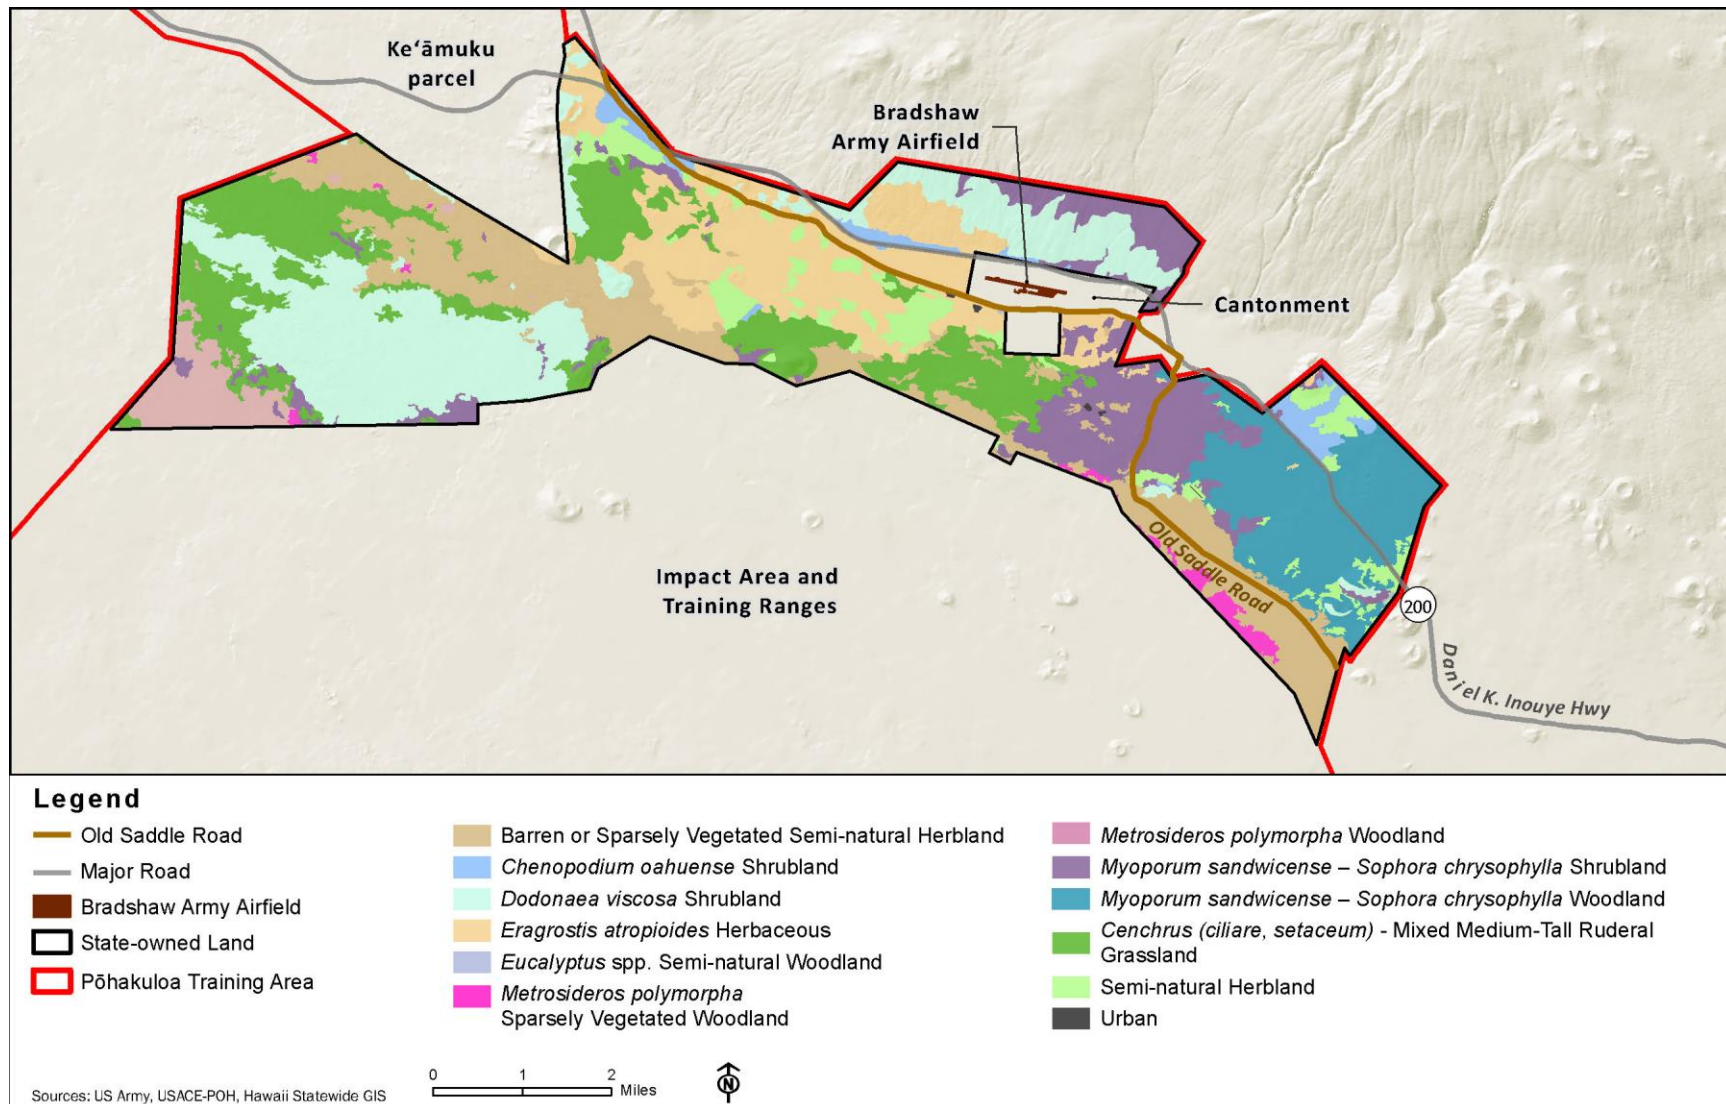 Keʻāmuku
parcel
Bradshaw
Army Airfield
Cantonment
Impact Area and
Training Ranges
Old Saddle Road
200
Daniel K. Inouye Hwy
Legend
Old Saddle Road
Major Road
Bradshaw Army Airfield
State-owned Land
Pōhakuloa Training Area
Barren or Sparsely Vegetated Semi-natural Herbland
Chenopodium oahuense Shrubland
Dodonaea viscosa Shrubland
Eragrostis atropioides Herbaceous
Eucalyptus spp. Semi-natural Woodland
Metrosideros polymorpha
Sparsely Vegetated Woodland
Metrosideros polymorpha Woodland
Myoporum sandwicense – Sophora chrysophylla Shrubland
Myoporum sandwicense – Sophora chrysophylla Woodland
Cenchrus (ciliare, setaceum) - Mixed Medium-Tall Ruderal
Grassland
Semi-natural Herbland
Urban
0 1 2
Miles
N
Sources: US Army, USACE-POH, Hawaii Statewide GIS